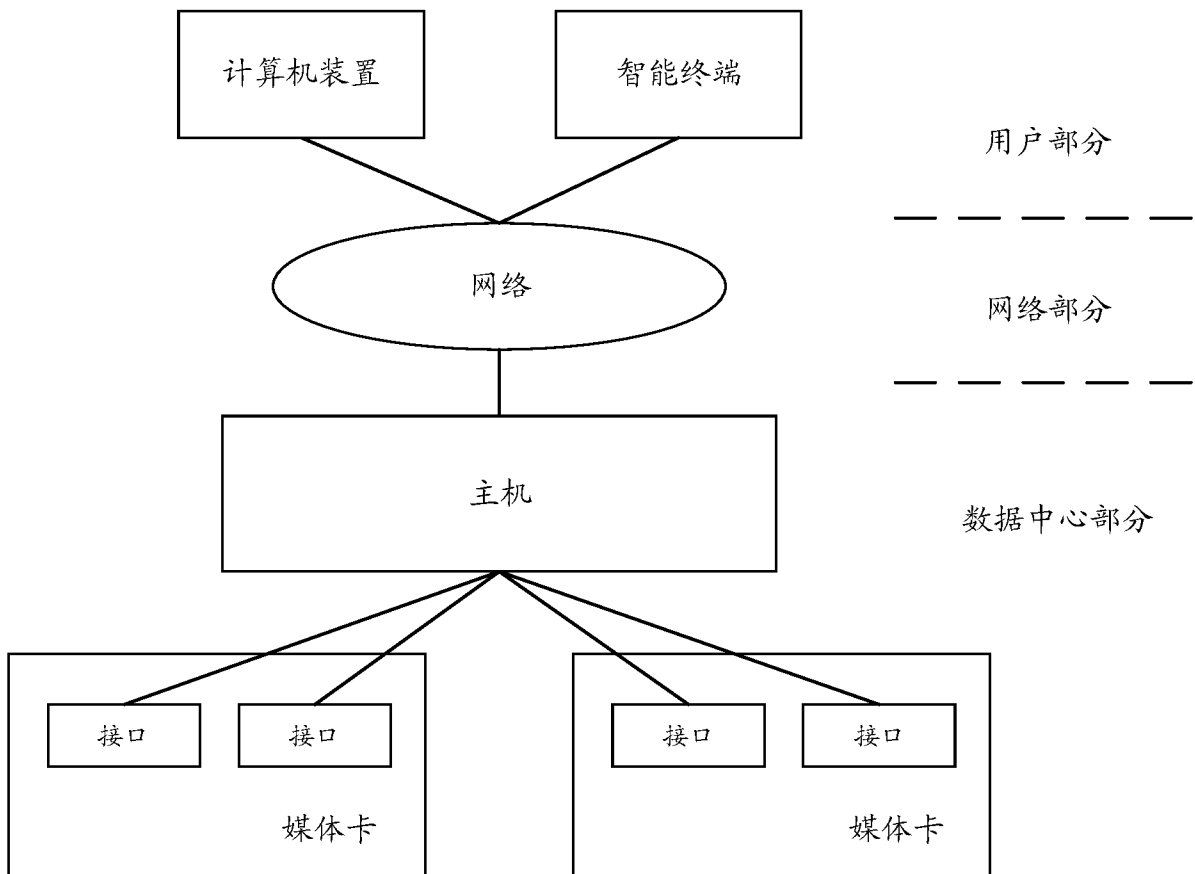 计算机装置
智能终端
用户部分
网络
网络部分
主机
数据中心部分
接口
接口
接口
接口
媒体卡
媒体卡